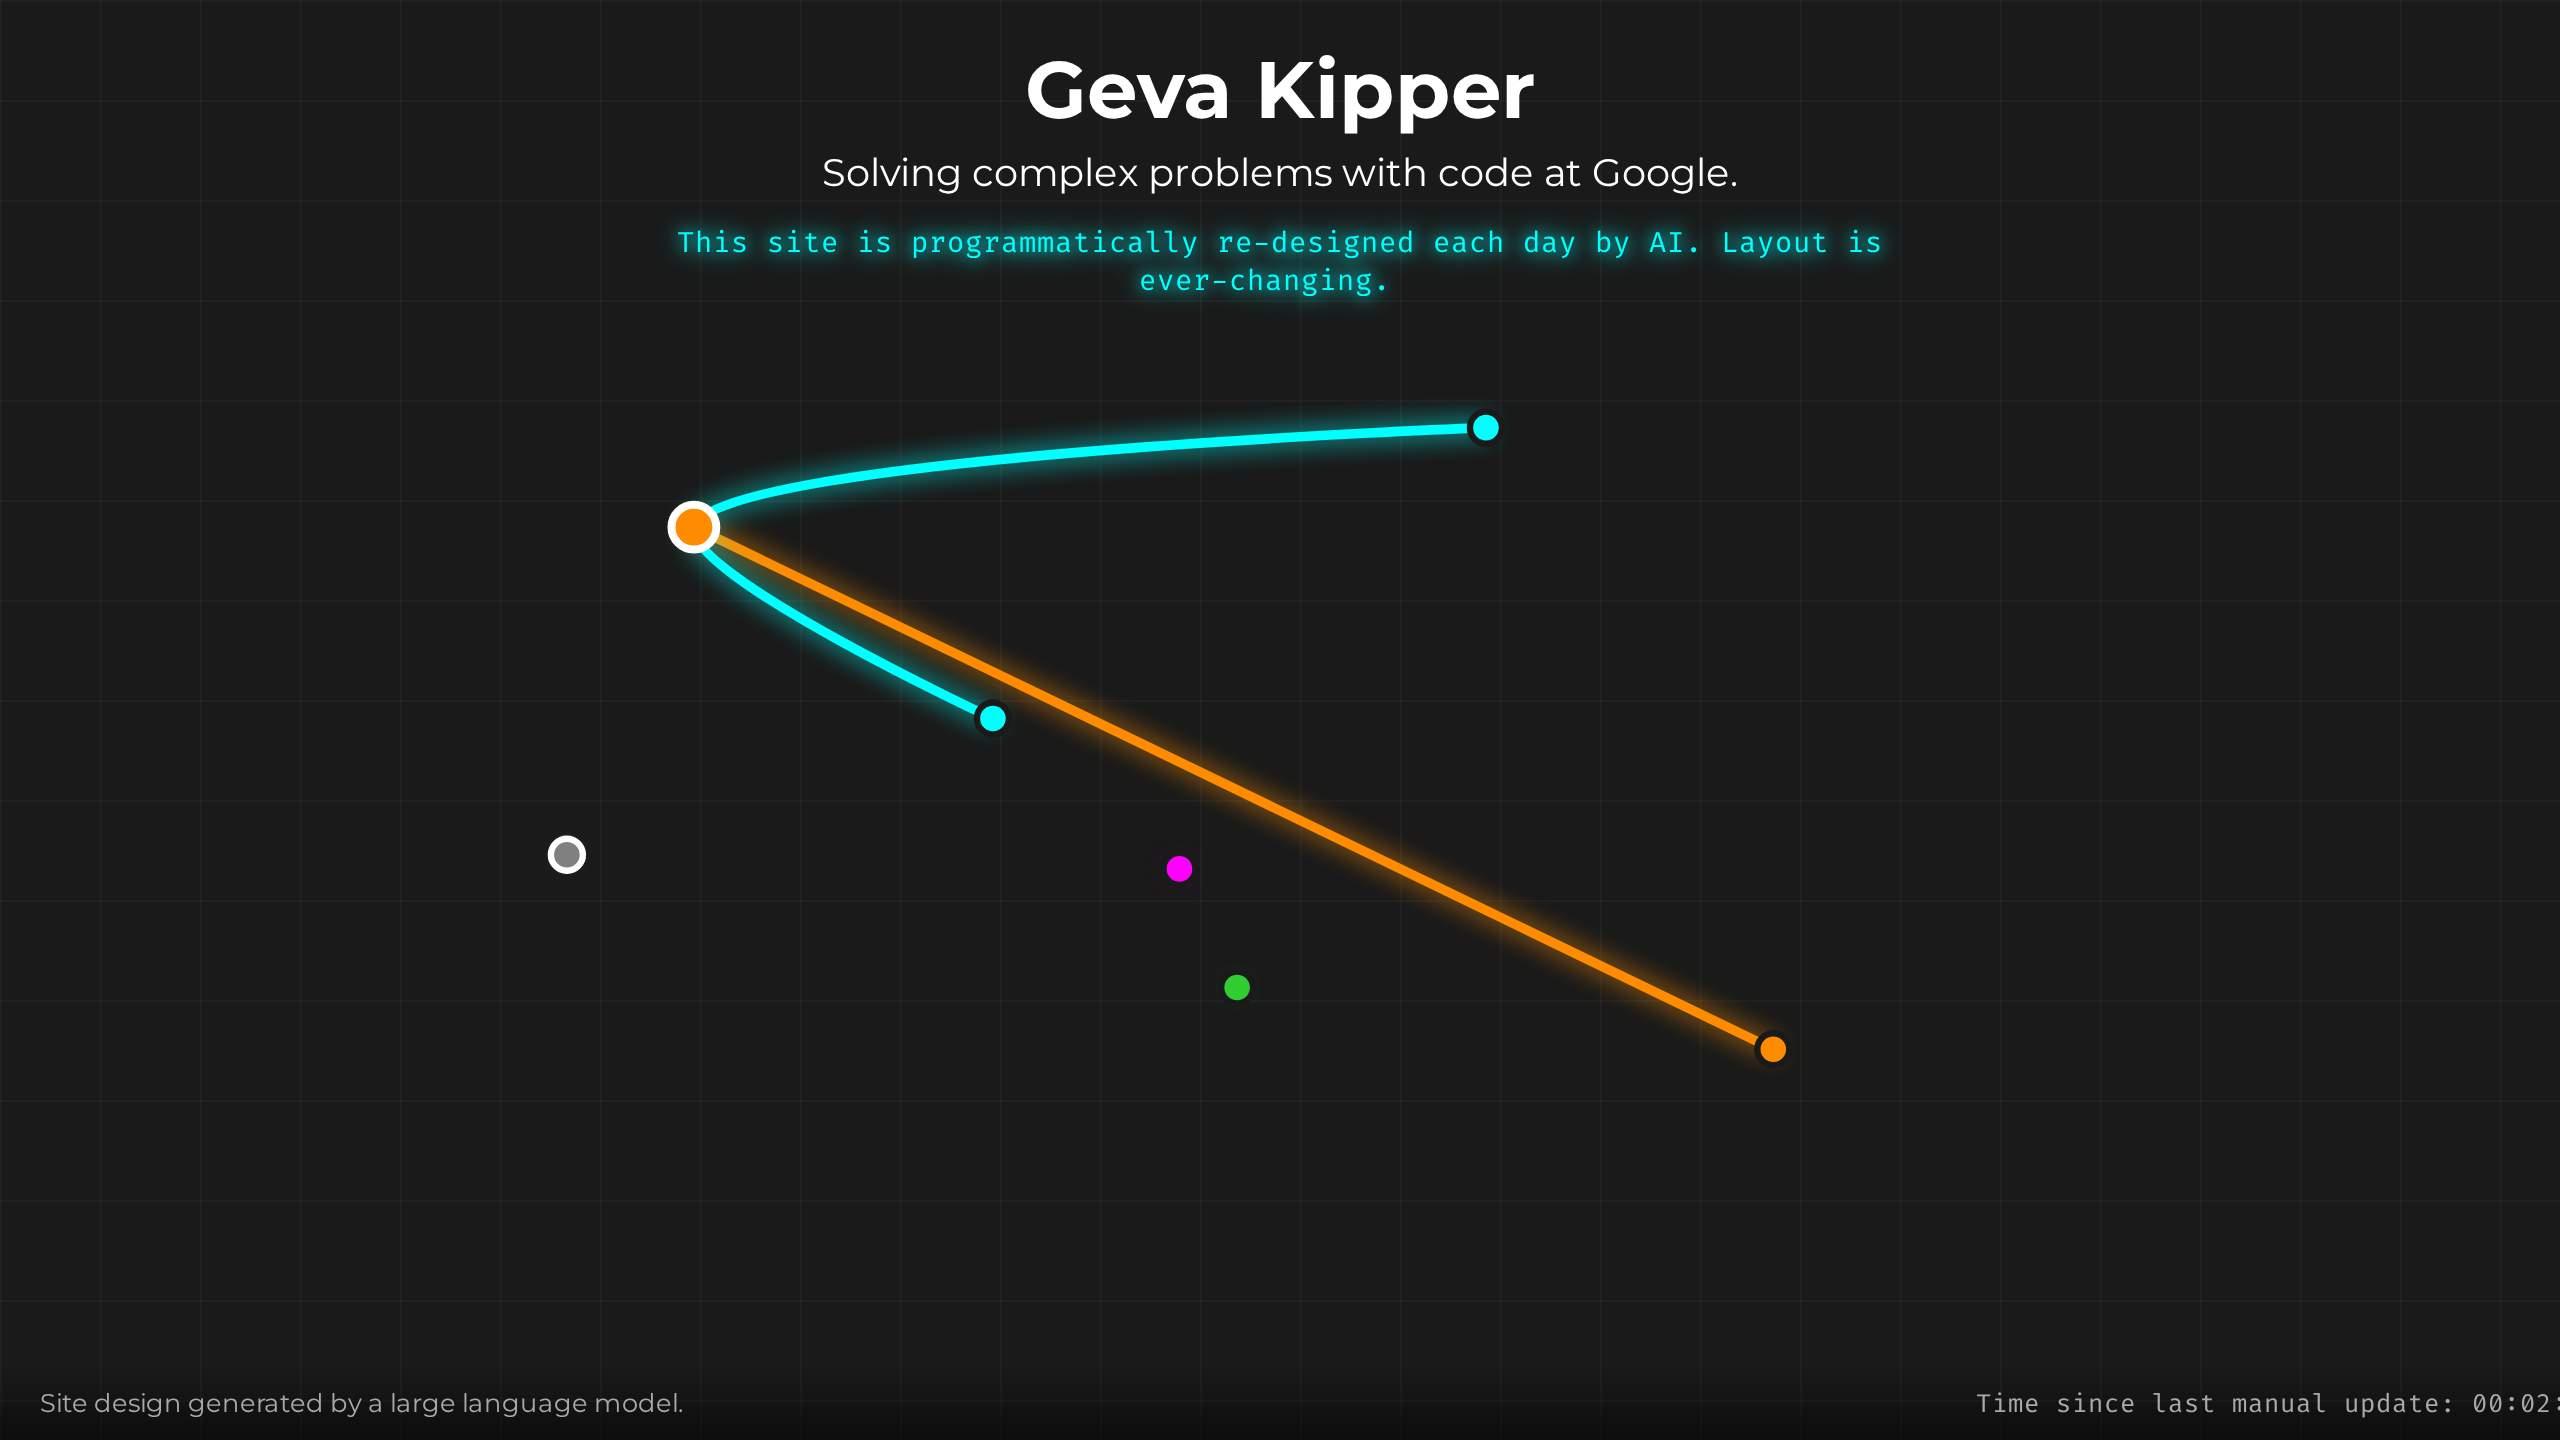 Geva Kipper
Solving complex problems with code at Google.
This site is programmatically re-designed each day by AI. Layout is
ever-changing.
Site design generated by a large language model.
Time since last manual update: 00:02: